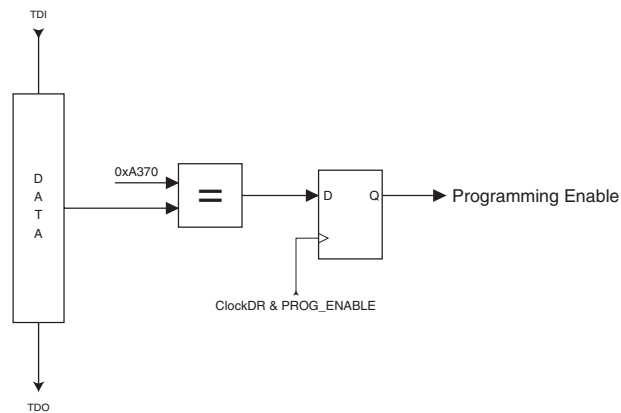 TDI
D
A
T
A
0xA370
=
D
Q
Programming Enable
ClockDR & PROG_ENABLE
TDO